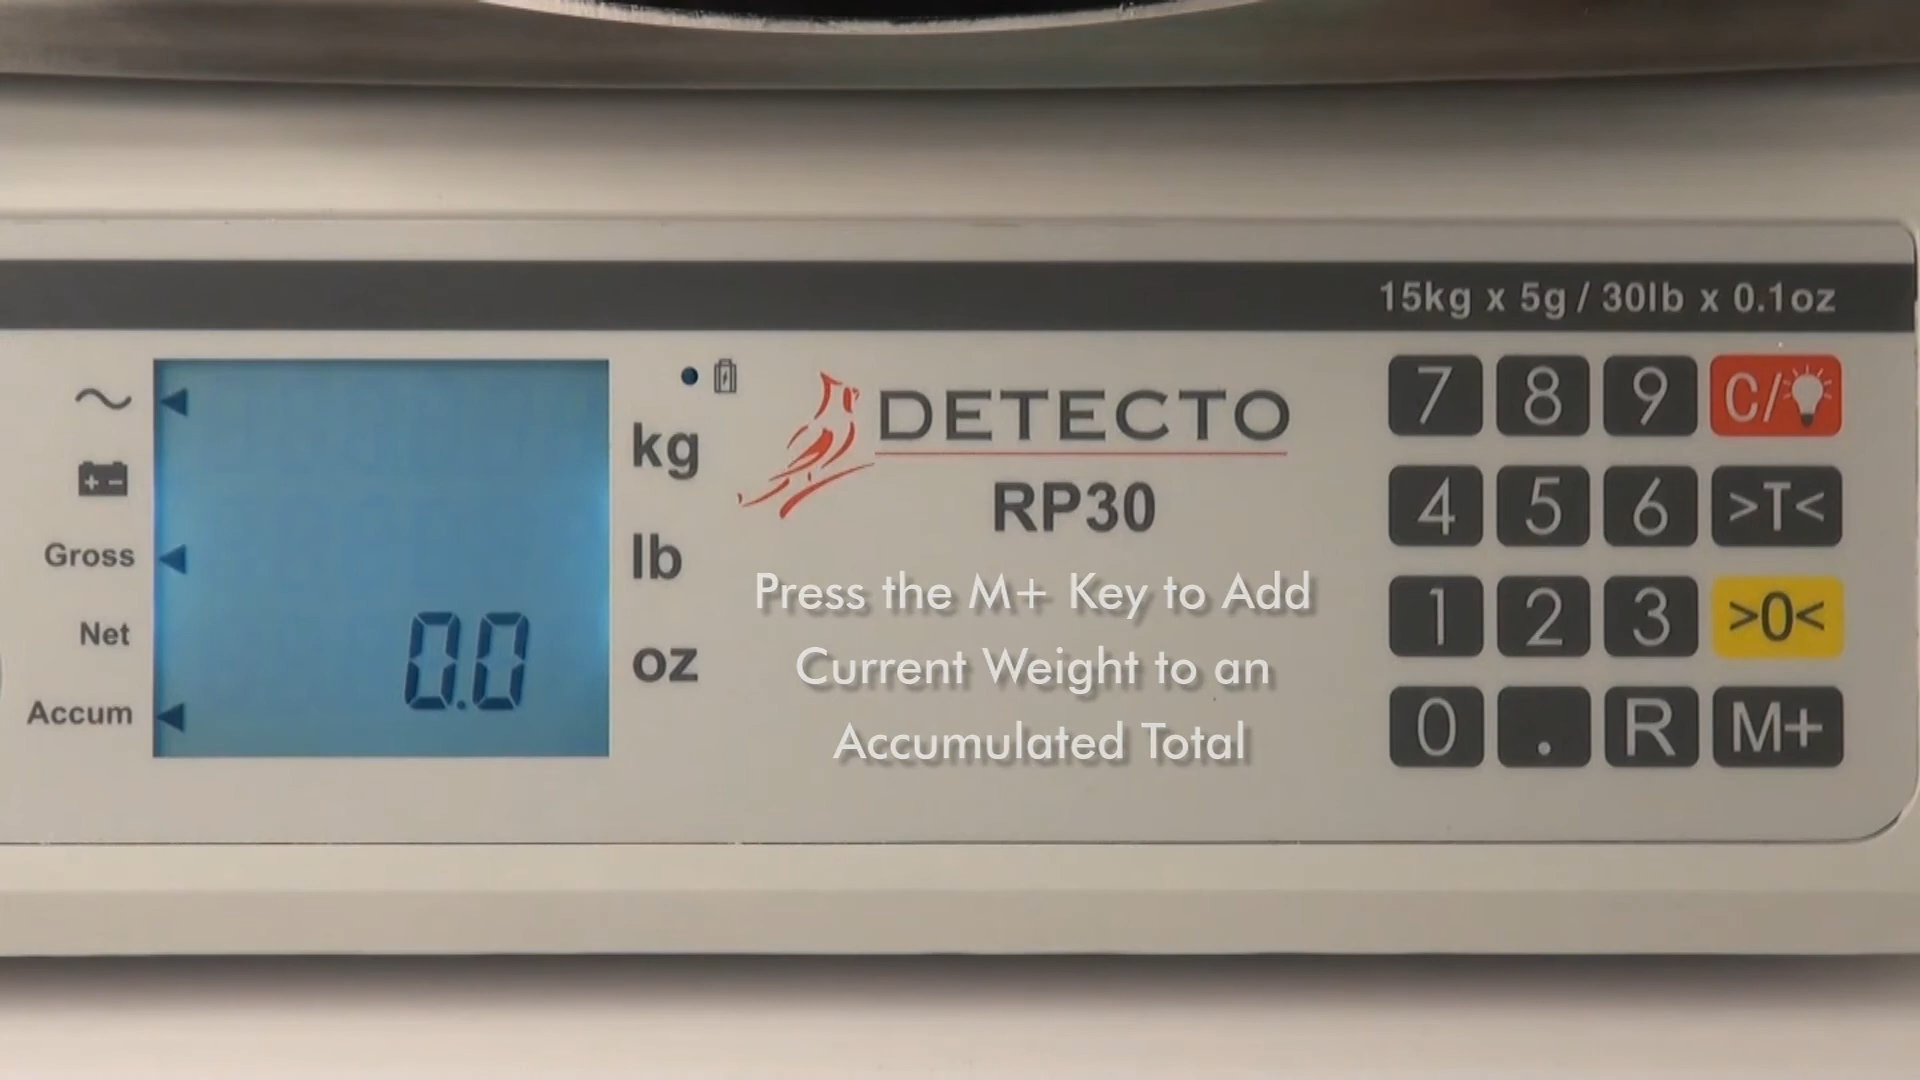 15kg x 5g / 30lb x 0.1oz
Gross
Net
Accum
0.0
kg
lb
oz
DETECTO
RP30
Press the M+ Key to Add
Current Weight to an
Accumulated Total
7 8 9 C/
4 5 6 >T<
1 2 3 >0<
0 . R M+